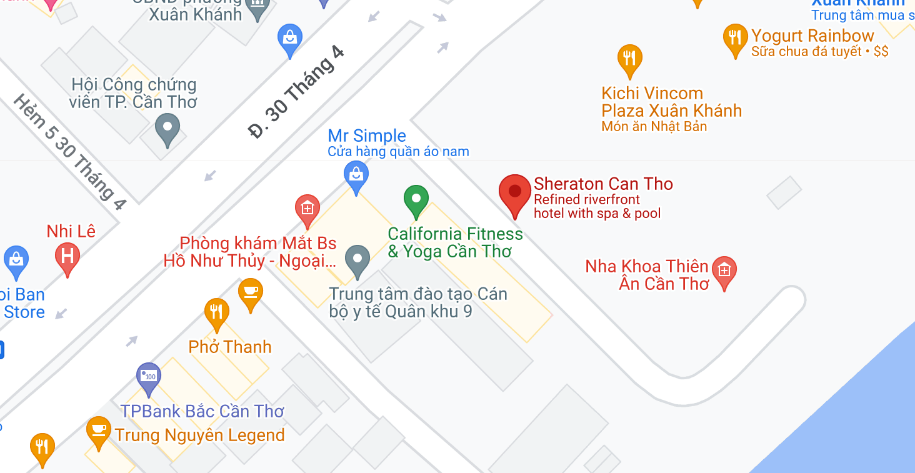 UBND phường
Xuân Khánh
Xuân Khánh
Trung tâm mua s
Yogurt Rainbow
Sữa chua đá tuyết • $$
Kichi Vincom
Plaza Xuân Khánh
Món ăn Nhật Bản
Hội Công chứng
viên TP. Cần Thơ
Đ. 30 Tháng 4
Hẻm 5 30 Tháng 4
Mr Simple
Cửa hàng quần áo nam
Sheraton Can Tho
Refined riverfront
hotel with spa & pool
Nhi Lê
H
Phòng khám Mắt Bs
Hồ Như Thủy - Ngoại...
California Fitness
& Yoga Cần Thơ
Nha Khoa Thiên
Ân Cần Thơ
oi Ban
Store
Trung tâm đào tạo Cán
bộ y tế Quân khu 9
Phở Thanh
TPBank Bắc Cần Thơ
Trung Nguyên Legend